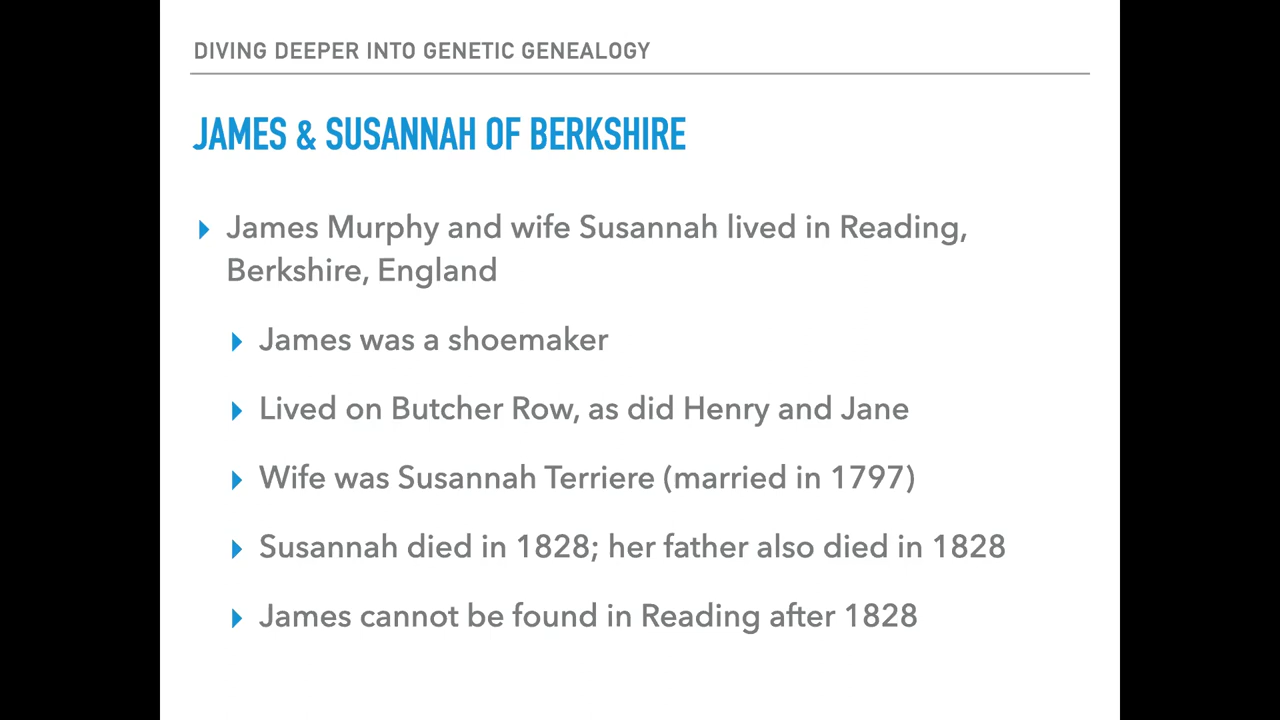 DIVING DEEPER INTO GENETIC GENEALOGY
JAMES & SUSANNAH OF BERKSHIRE
James Murphy and wife Susannah lived in Reading,
Berkshire, England
James was a shoemaker
Lived on Butcher Row, as did Henry and Jane
Wife was Susannah Terriere (married in 1797)
Susannah died in 1828; her father also died in 1828
James cannot be found in Reading after 1828